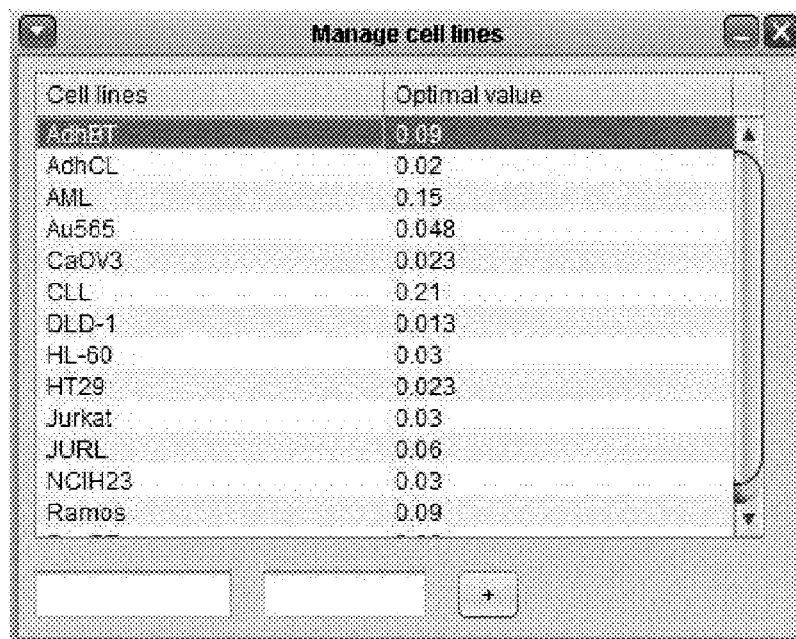 Manage cell lines
Cell lines Optimal value
AdhBT 0.09
AdhCL 0.02
AML 0.15
Au565 0.048
CaOV3 0.023
CLL 0.21
DLD-1 0.013
HL-60 0.03
HT29 0.023
Jurkat 0.03
JURL 0.06
NCIH23 0.03
Ramos 0.09
+